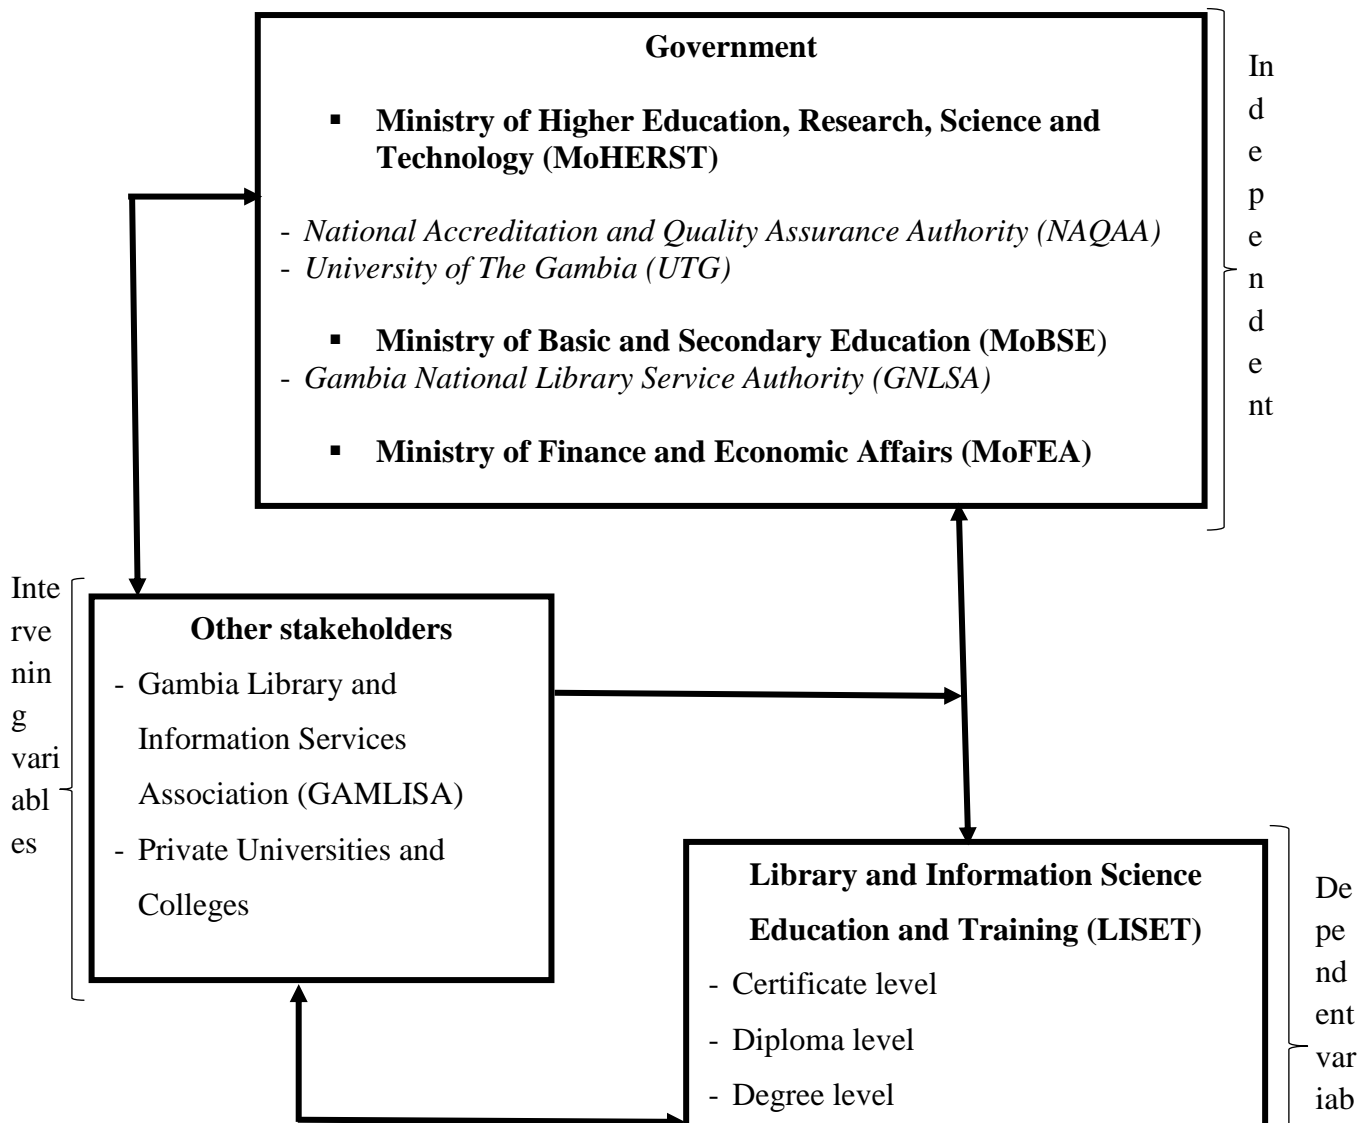 Government
▪ Ministry of Higher Education, Research, Science and
Technology (MoHERST)
- National Accreditation and Quality Assurance Authority (NAQAA)
- University of The Gambia (UTG)
▪ Ministry of Basic and Secondary Education (MoBSE)
- Gambia National Library Service Authority (GNLSA)
▪ Ministry of Finance and Economic Affairs (MoFEA)
In
d
e
p
e
n
d
e
nt
Inte
rve
nin
g
vari
abl
es
Other stakeholders
- Gambia Library and
Information Services
Association (GAMLISA)
- Private Universities and
Colleges
Library and Information Science
Education and Training (LISET)
- Certificate level
- Diploma level
- Degree level
De
pe
nd
ent
var
iab